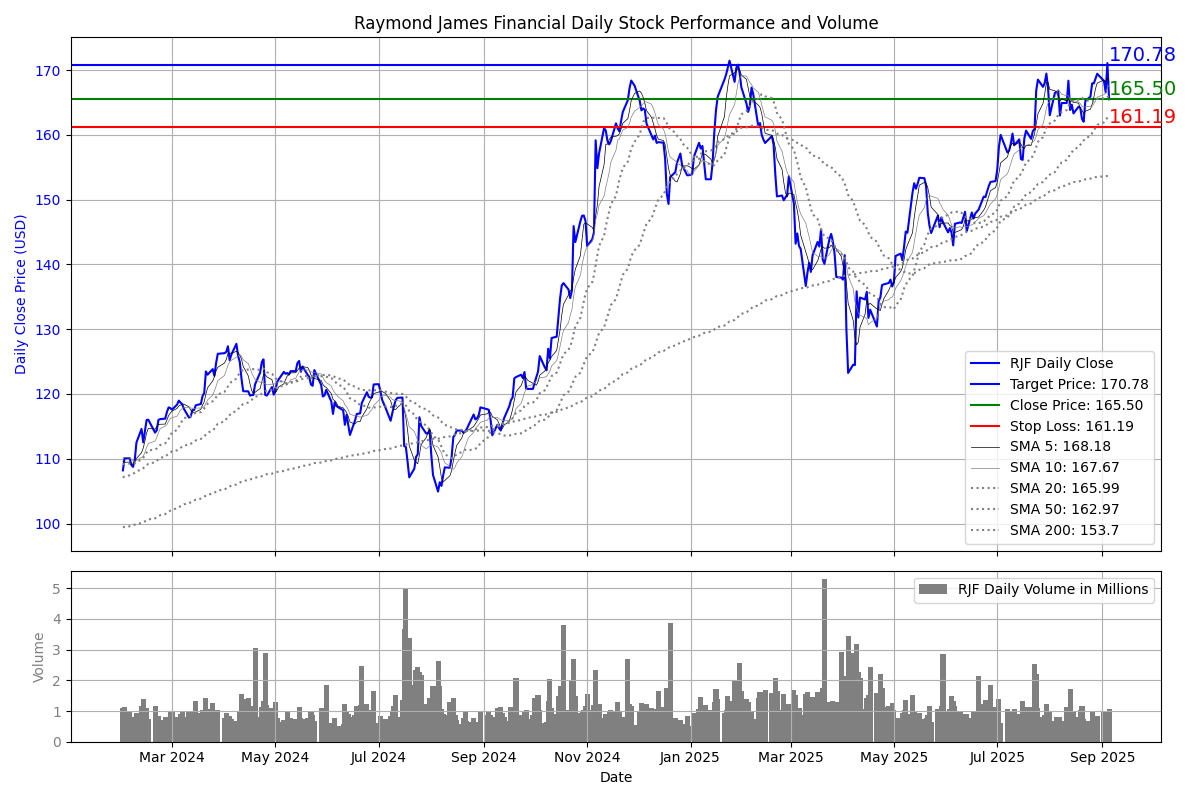 Raymond James Financial Daily Stock Performance and Volume
Daily Close Price (USD)
170
160
150
140
130
120
110
100
170.78
165.50
161.19
RJF Daily Close
Target Price: 170.78
Close Price: 165.50
Stop Loss: 161.19
SMA 5: 168.18
SMA 10: 167.67
SMA 20: 165.99
SMA 50: 162.97
SMA 200: 153.7
Volume
5
4
3
2
1
0
RJF Daily Volume in Millions
Mar 2024 May 2024 Jul 2024 Sep 2024 Nov 2024 Jan 2025 Mar 2025 May 2025 Jul 2025 Sep 2025
Date